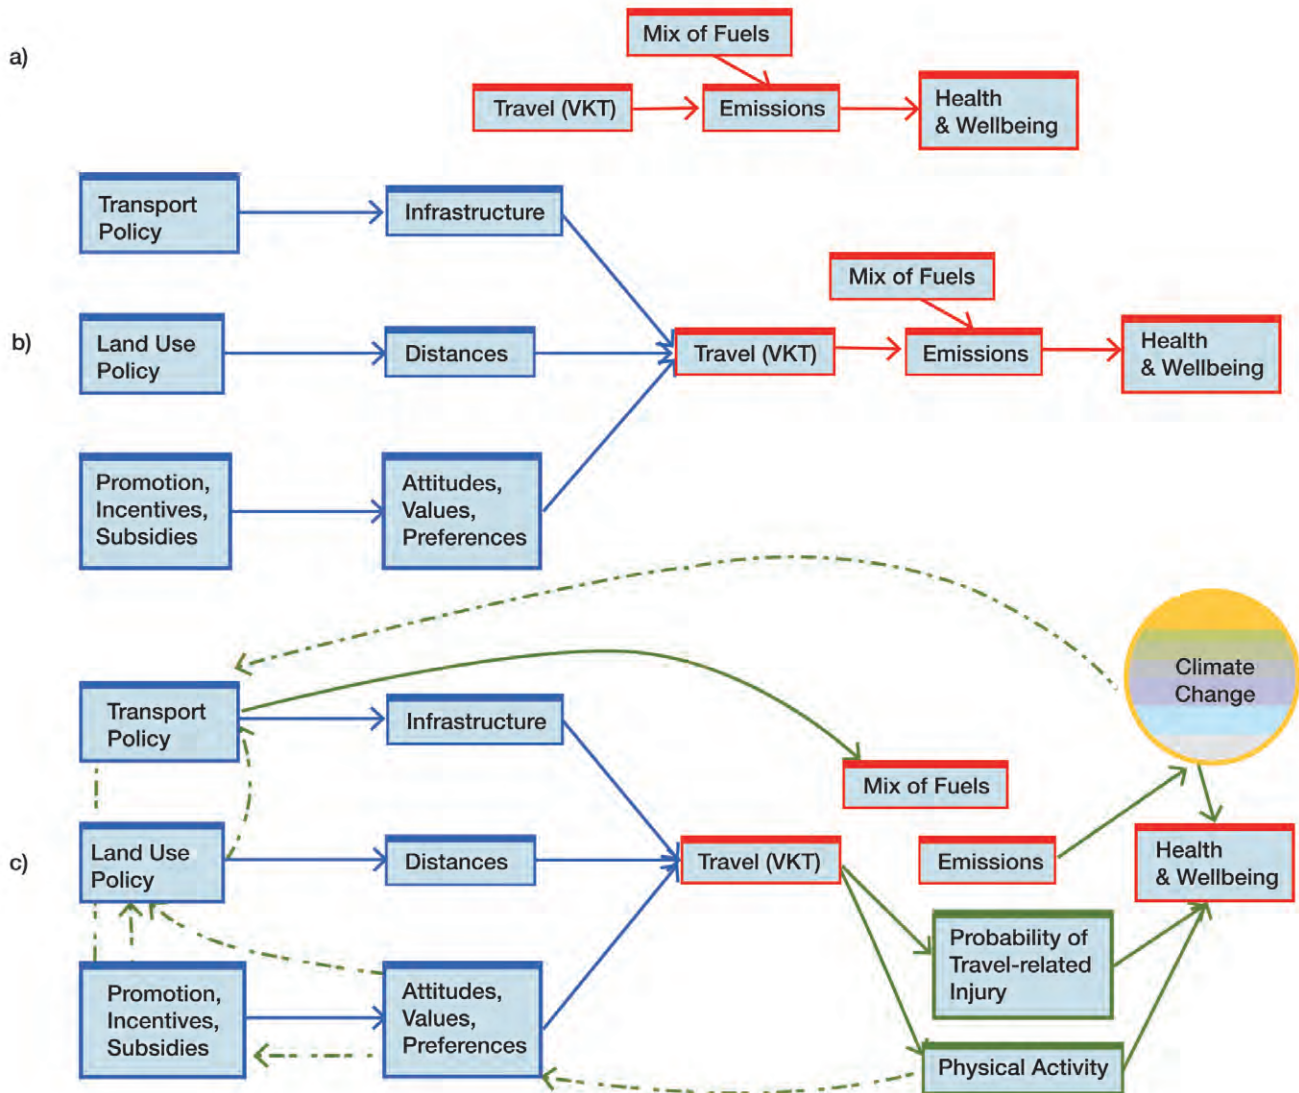 a)
Mix of Fuels
Travel (VKT)
Emissions
Health
& Wellbeing
b)
Transport
Policy
Infrastructure
Land Use
Policy
Distances
Promotion,
Incentives,
Subsidies
Attitudes,
Values,
Preferences
Travel (VKT)
Mix of Fuels
Emissions
Health
& Wellbeing
c)
Transport
Policy
Infrastructure
Land Use
Policy
Distances
Promotion,
Incentives,
Subsidies
Attitudes,
Values,
Preferences
Travel (VKT)
Mix of Fuels
Emissions
Climate
Change
Health
& Wellbeing
Probability of
Travel-related
Injury
Physical Activity